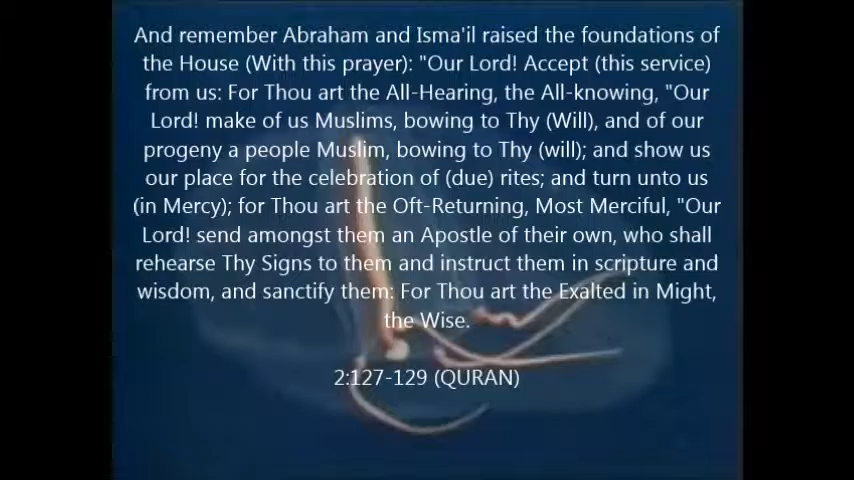 And remember Abraham and Isma'il raised the foundations of
the House (With this prayer): "Our Lord! Accept (this service)
from us: For Thou art the All-Hearing, the All-knowing, "Our
Lord! make of us Muslims, bowing to Thy (Will), and of our
progeny a people Muslim, bowing to Thy (will); and show us
our place for the celebration of (due) rites; and turn unto us
(in Mercy); for Thou art the Oft-Returning, Most Merciful, "Our
Lord! send amongst them an Apostle of their own, who shall
rehearse Thy Signs to them and instruct them in scripture and
wisdom, and sanctify them: For Thou art the Exalted in Might,
the Wise.
2:127-129 (QURAN)